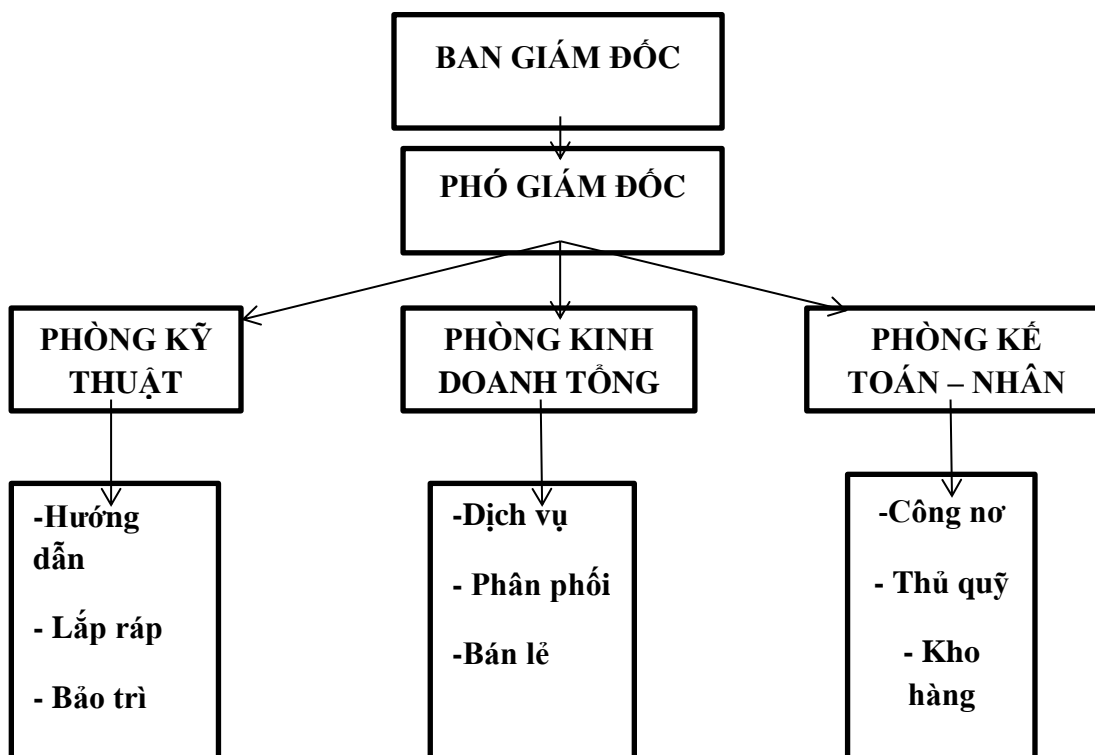 BAN GIÁM ĐỐC
PHÓ GIÁM ĐỐC
PHÒNG KỸ
THUẬT
PHÒNG KINH
DOANH TỔNG
PHÒNG KẾ
TOÁN – NHÂN
-Hướng
dẫn
- Lắp ráp
- Bảo trì
-Dịch vụ
- Phân phối
-Bán lẻ
-Công nơ
- Thủ quỹ
- Kho
hàng